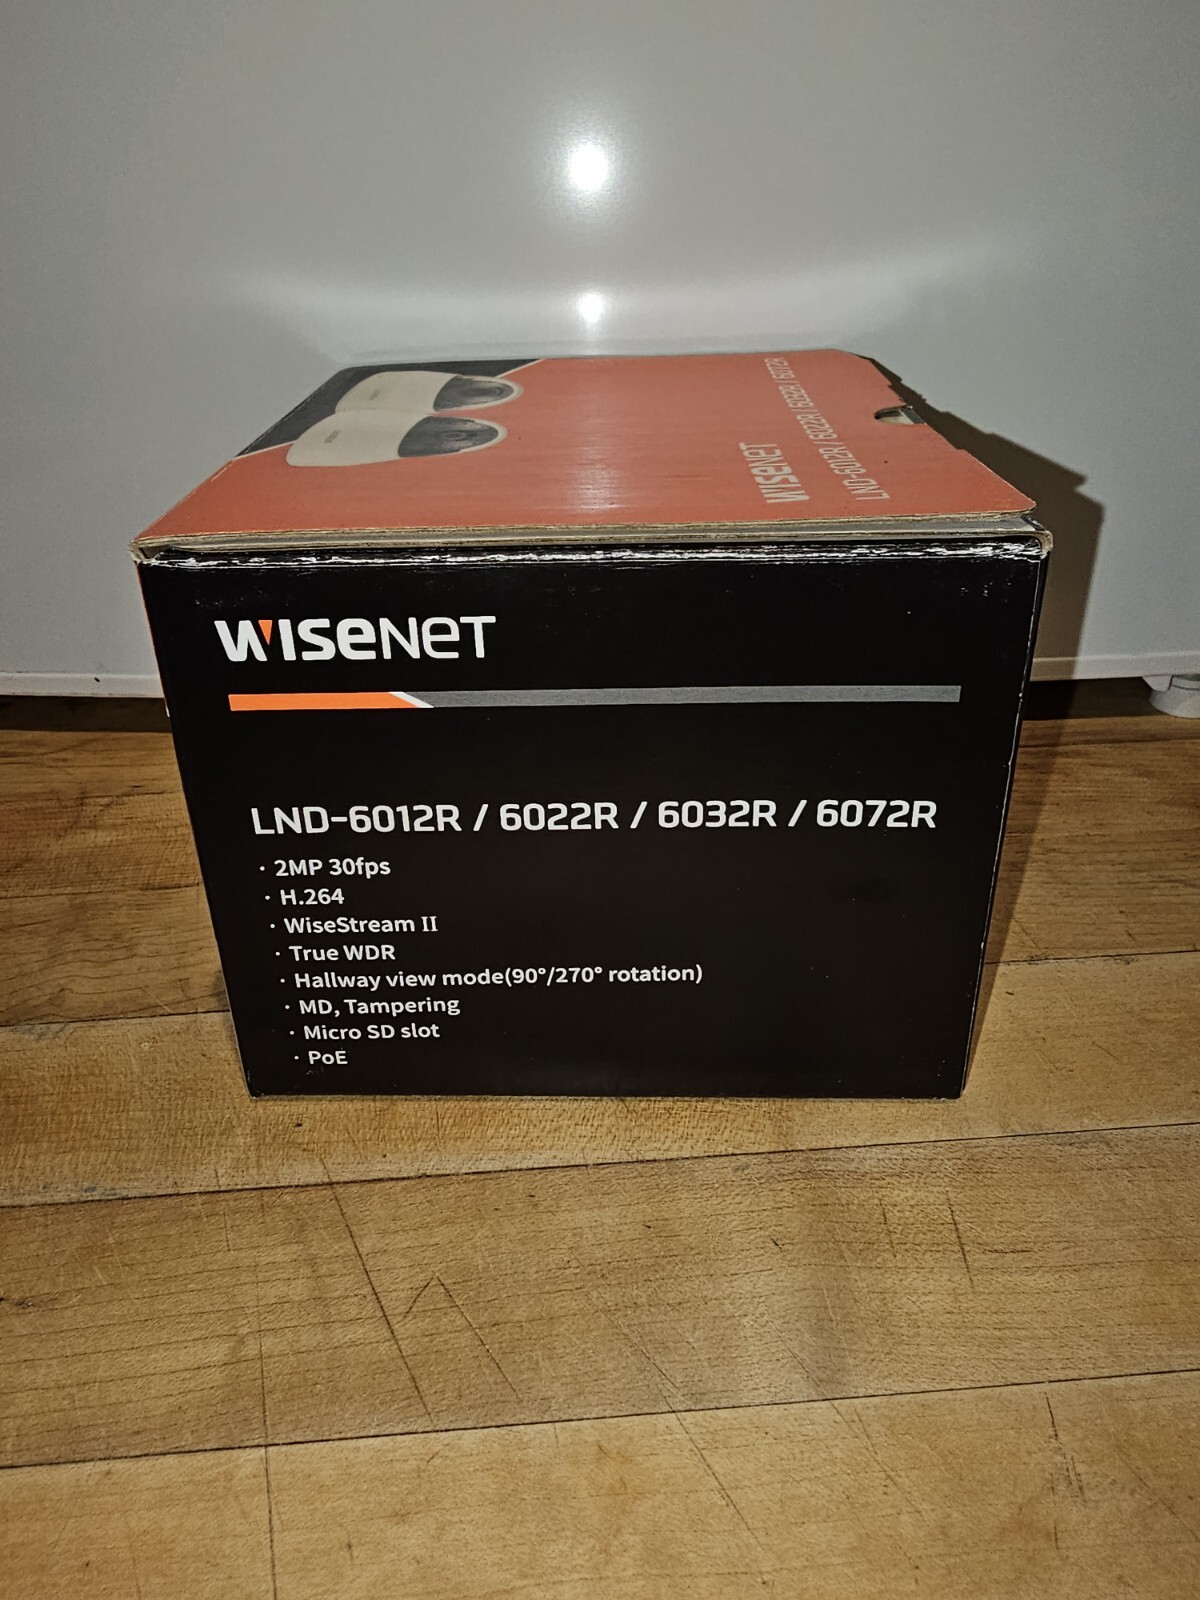 WISENET
LND-6012R / 6022R / 6032R / 6072R
WISENET
LND-6012R / 6022R / 6032R / 6072R
· 2MP 30fps
· H.264
· WiseStream II
· True WDR
· Hallway view mode(90°/270° rotation)
· MD, Tampering
· Micro SD slot
· PoE